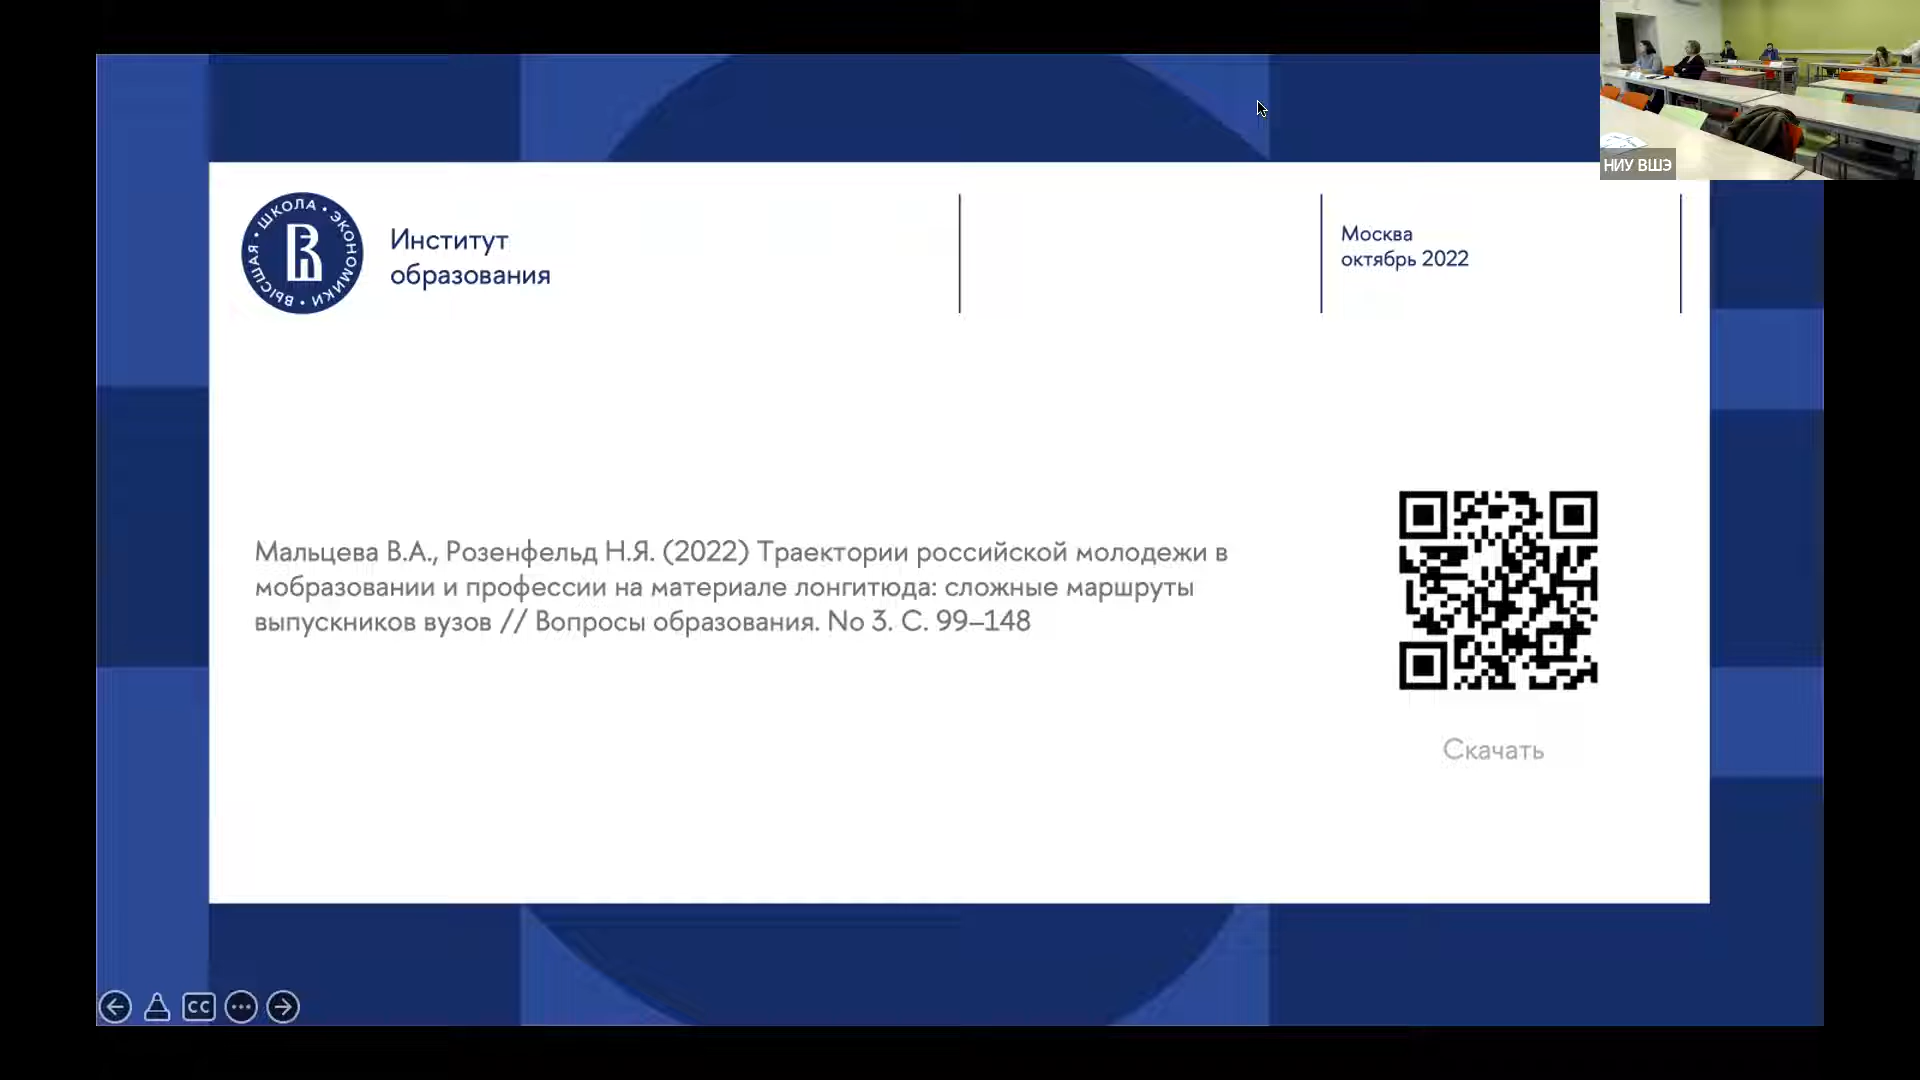 НИУ ВШЭ
ВЫСШАЯ • ШКОЛА • ЭКОНОМИКИ •
Институт
образования
Москва
октябрь 2022
Мальцева В.А., Розенфельд Н.Я. (2022) Траектории российской молодежи в
мобразовании и профессии на материале лонгитюда: сложные маршруты
выпускников вузов // Вопросы образования. No 3. С. 99–148
Скачать
CC